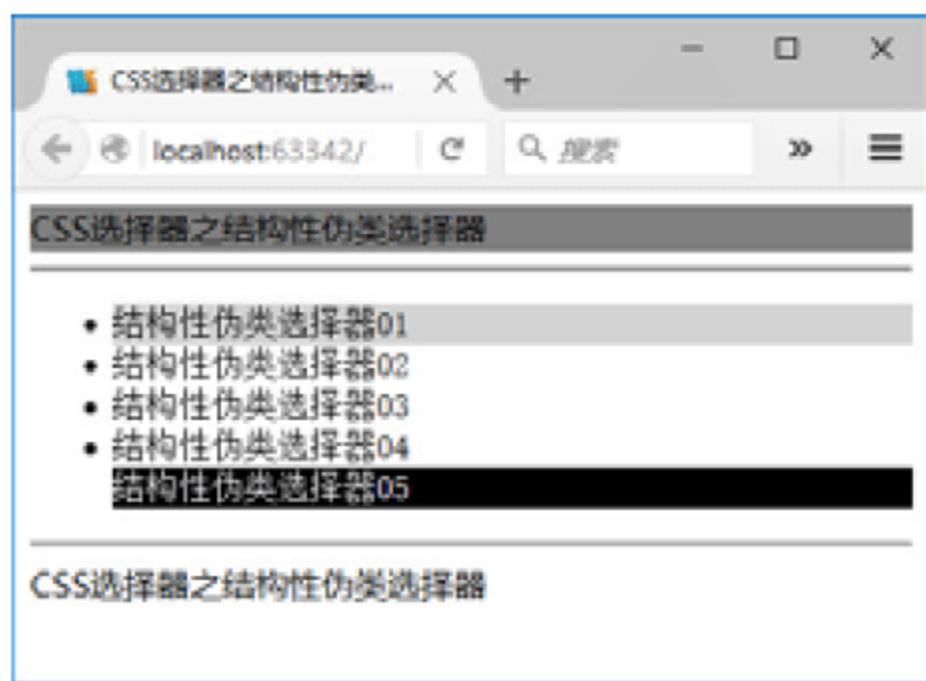 CSS选择器之结构性伪类...
localhost:63342/
搜索
CSS选择器之结构性伪类选择器
结构性伪类选择器01
结构性伪类选择器02
结构性伪类选择器03
结构性伪类选择器04
结构性伪类选择器05
CSS选择器之结构性伪类选择器